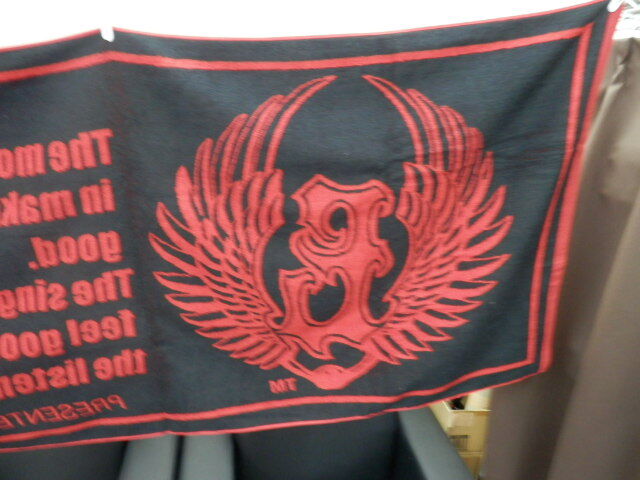 The mo
in mak
good.
The sing
feel goo
the listen
PRESENTE
TM